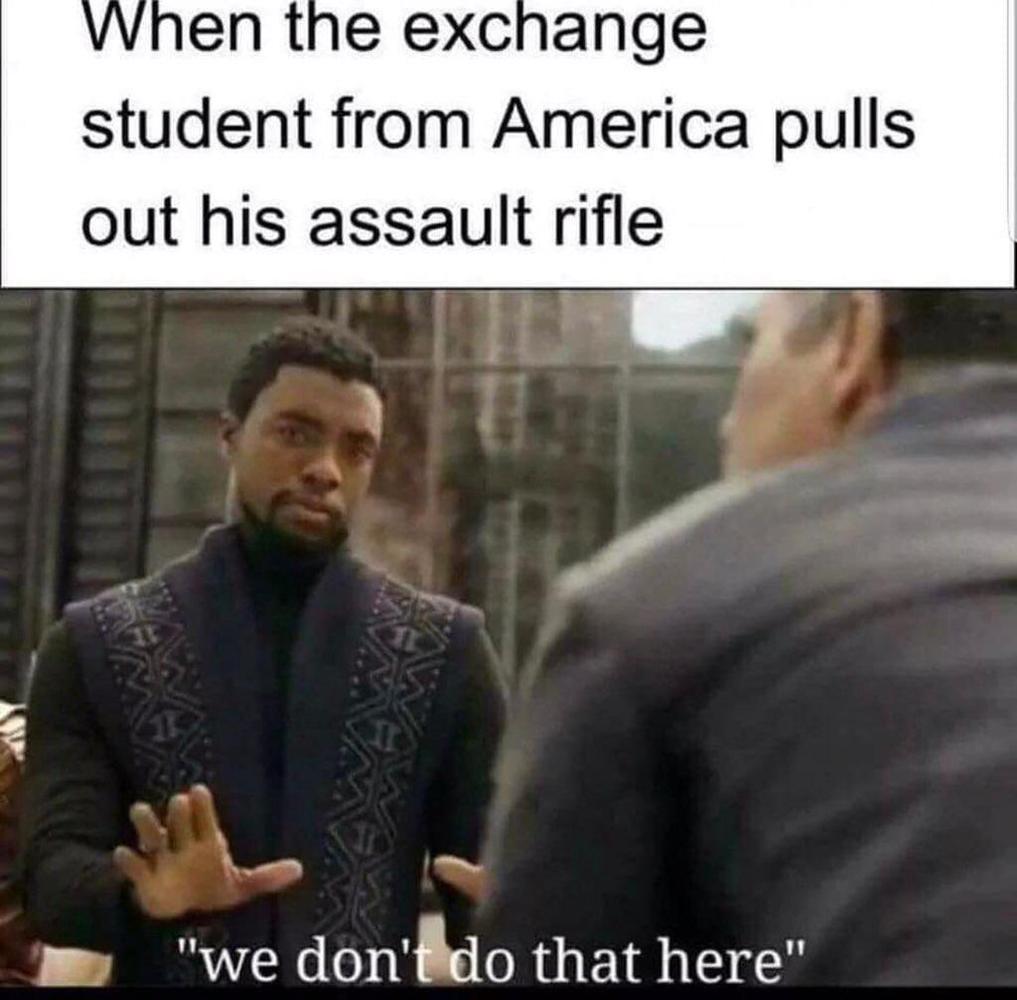 When the exchange
student from America pulls
out his assault rifle
"we don't do that here"